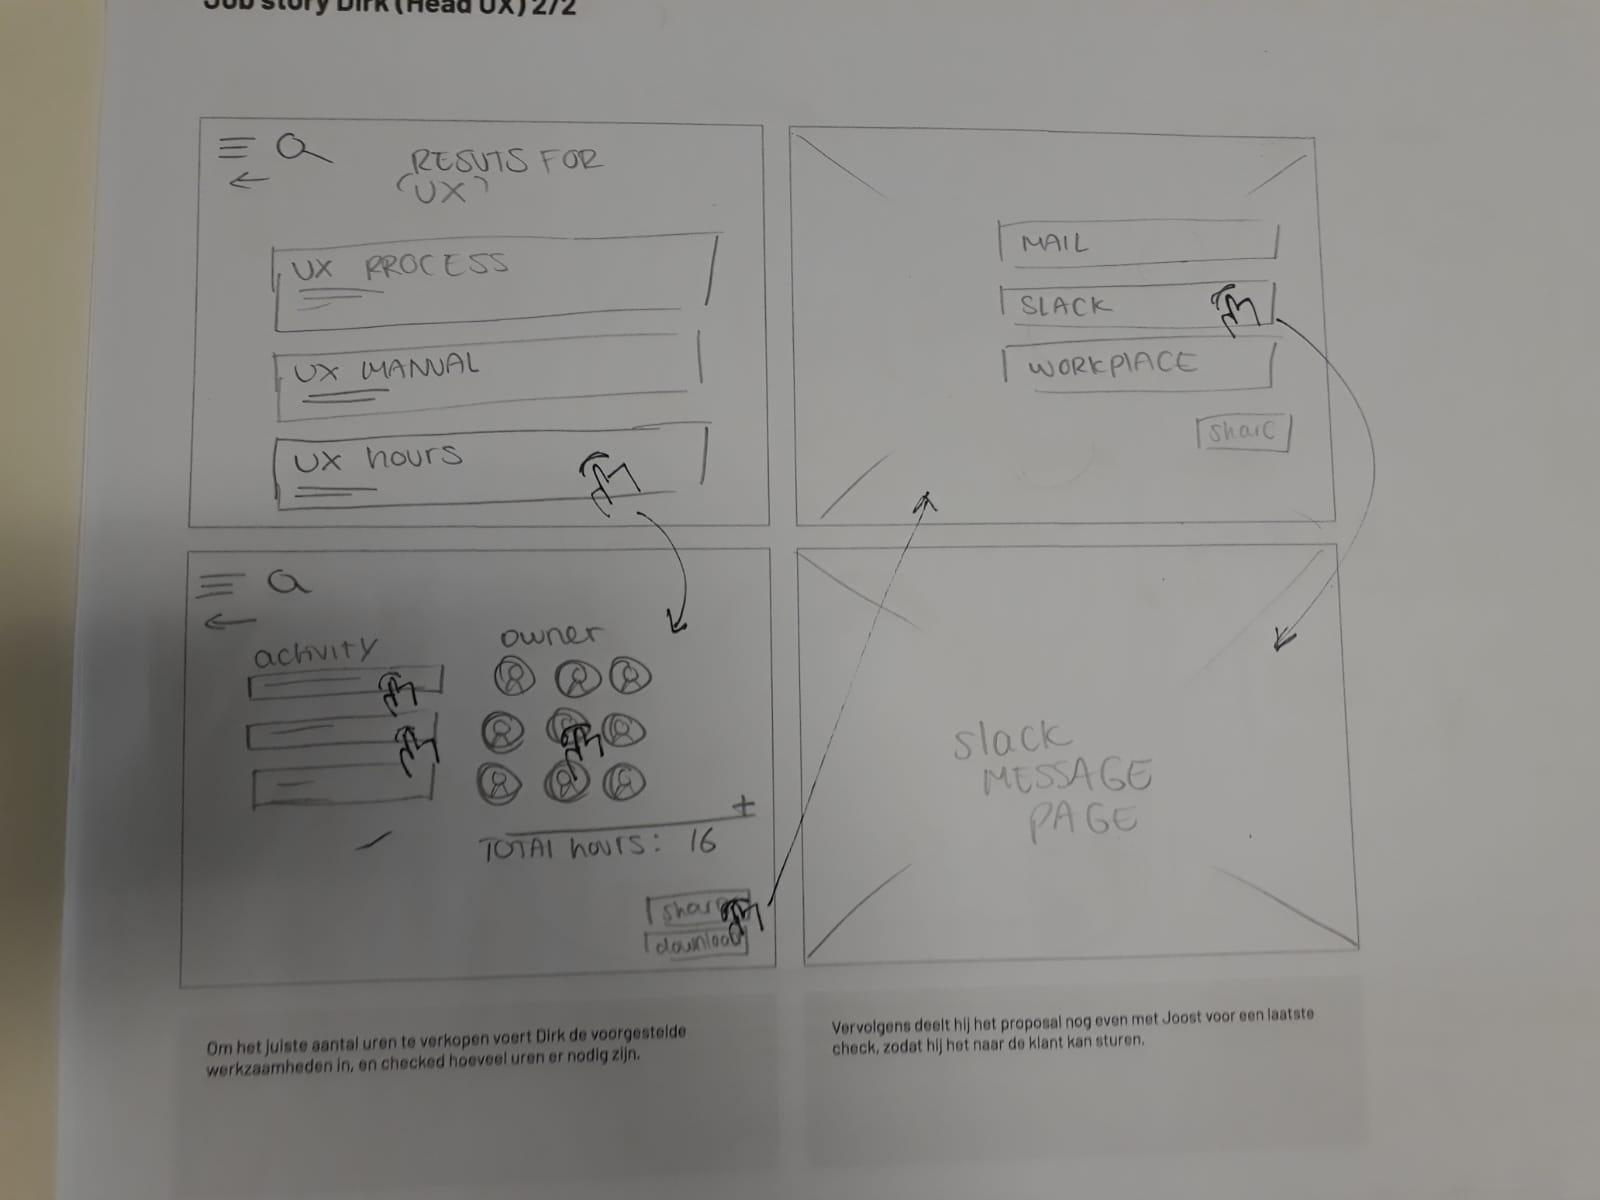 Job story Dirk (Head UX) 2/2
RESUTS FOR
(UX)
UX PROCESS
UX MANUAL
UX hours
MAIL
SLACK
WORKPLACE
share
activity
owner
+
TOTAl hours: 16
share
download
slack
MESSAGE
PAGE
Om het juiste aantal uren te verkopen voert Dirk de voorgestelde
werkzaamheden in, en checked hoeveel uren er nodig zijn.
Vervolgens deelt hij het proposal nog even met Joost voor een laatste
check, zodat hij het naar de klant kan sturen.